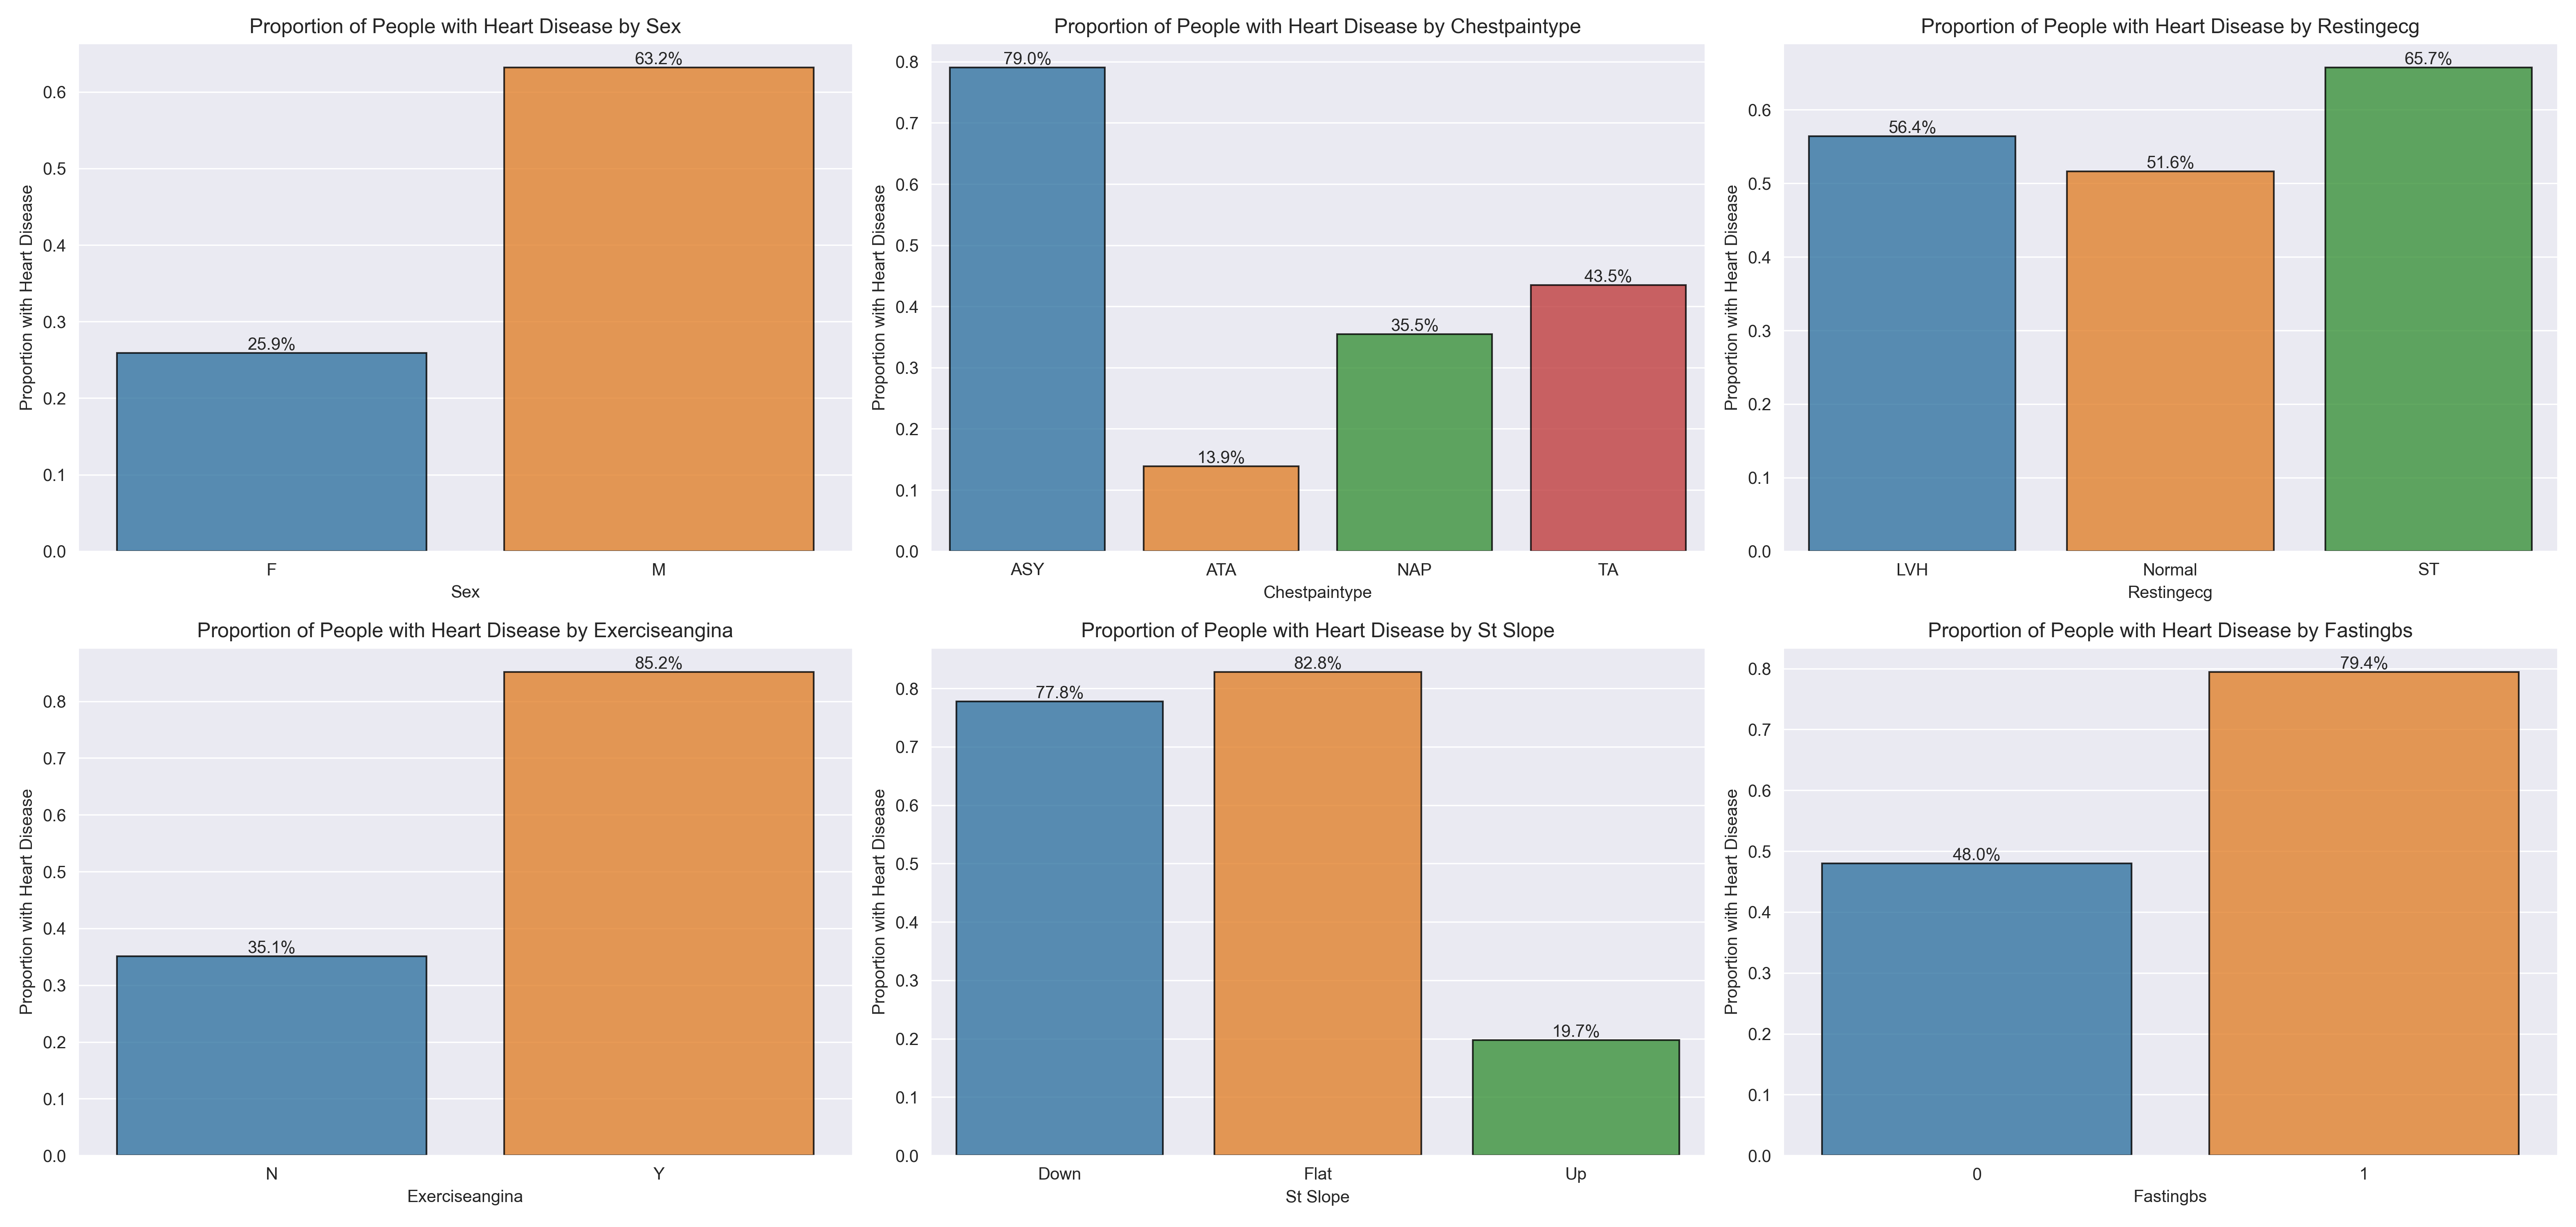 Proportion of People with Heart Disease by Sex
63.2%
0.6
0.5
0.4
0.3
25.9%
0.2
0.1
0.0
F
M
Proportion with Heart Disease
Sex
Proportion of People with Heart Disease by Chestpaintype
79.0%
0.8
0.7
0.6
0.5
43.5%
0.4
35.5%
0.3
0.2
13.9%
0.1
0.0
ASY
ATA
NAP
TA
Proportion with Heart Disease
Chestpaintype
Proportion of People with Heart Disease by Restingecg
65.7%
0.6
56.4%
51.6%
0.5
0.4
0.3
0.2
0.1
0.0
LVH
Normal
ST
Proportion with Heart Disease
Restingecg
Proportion of People with Heart Disease by Exerciseangina
85.2%
0.8
0.7
0.6
0.5
0.4
35.1%
0.3
0.2
0.1
0.0
N
Y
Proportion with Heart Disease
Exerciseangina
Proportion of People with Heart Disease by St Slope
82.8%
77.8%
0.8
0.7
0.6
0.5
0.4
0.3
19.7%
0.2
0.1
0.0
Down
Flat
Up
Proportion with Heart Disease
St Slope
Proportion of People with Heart Disease by Fastingbs
79.4%
0.8
0.7
0.6
0.5
48.0%
0.4
0.3
0.2
0.1
0.0
0
1
Proportion with Heart Disease
Fastingbs